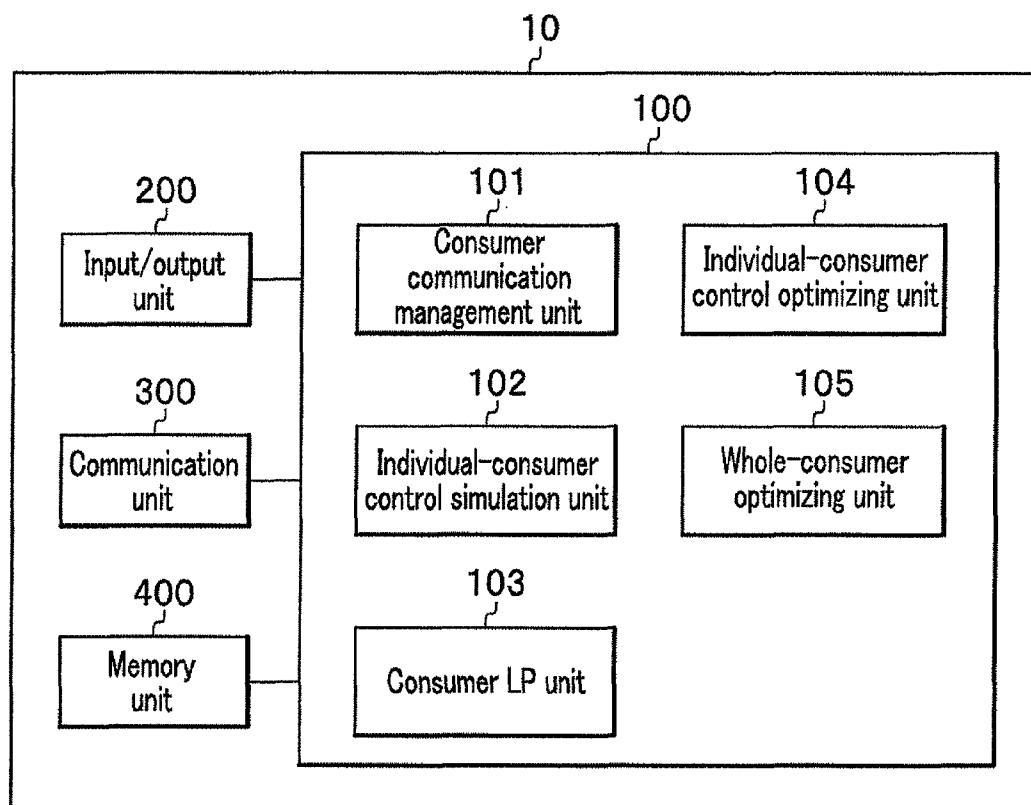 10
100
200
Input/output
unit
101
Consumer
communication
management unit
104
Individual-consumer
control optimizing unit
300
Communication
unit
102
Individual-consumer
control simulation unit
105
Whole-consumer
optimizing unit
400
Memory
unit
103
Consumer LP unit